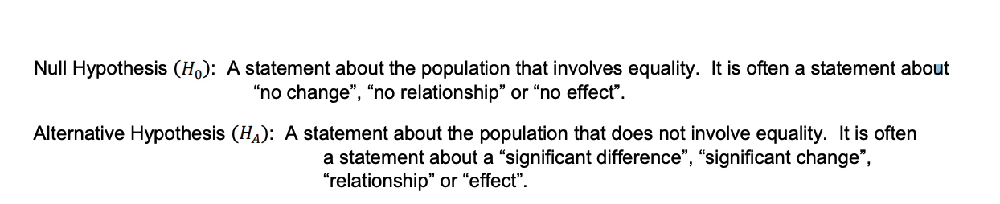 Null Hypothesis (H₀): A statement about the population that involves equality. It is often a statement about
“no change”, “no relationship” or “no effect”.
Alternative Hypothesis (H_A): A statement about the population that does not involve equality. It is often
a statement about a “significant difference”, “significant change”,
“relationship” or “effect”.